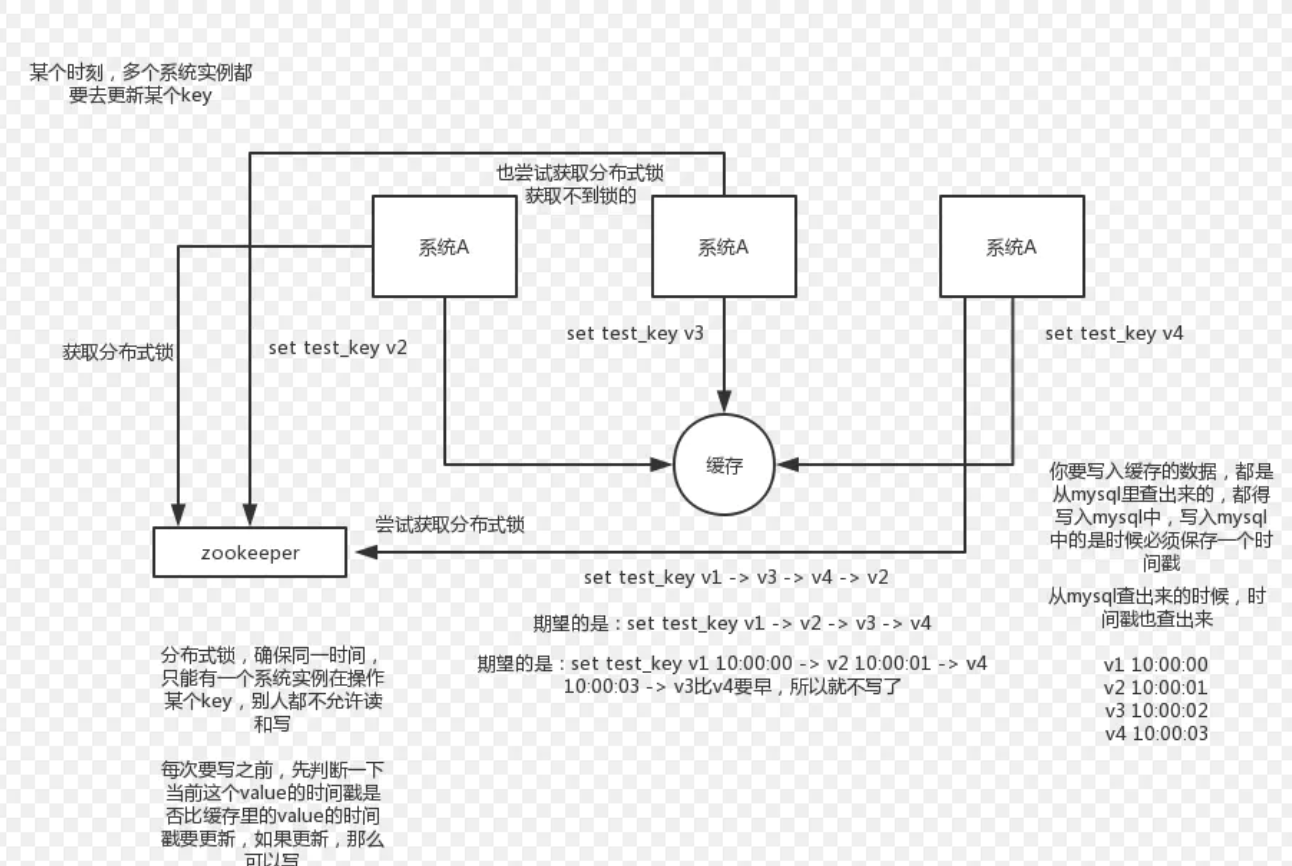 某个时刻，多个系统实例都
要去更新某个key
也尝试获取分布式锁
获取不到锁的
系统A
系统A
系统A
获取分布式锁
set test_key v2
set test_key v3
set test_key v4
缓存
尝试获取分布式锁
zookeeper
set test_key v1 -> v3 -> v4 -> v2
期望的是：set test_key v1 -> v2 -> v3 -> v4
期望的是：set test_key v1 10:00:00 -> v2 10:00:01 -> v4
10:00:03 -> v3比v4要早，所以就不写了
你要写入缓存的数据，都是
从mysql里查出来的，都得
写入mysql中，写入mysql
中的是时候必须保存一个时
间戳
从mysql查出来的时候，时
间戳也查出来
v1 10:00:00
v2 10:00:01
v3 10:00:02
v4 10:00:03
分布式锁，确保同一时间，
只能有一个系统实例在操作
某个key，别人都不允许读
和写
每次要写之前，先判断一下
当前这个value的时间戳是
否比缓存里的value的时间
戳要更新，如果更新，那么
可以写